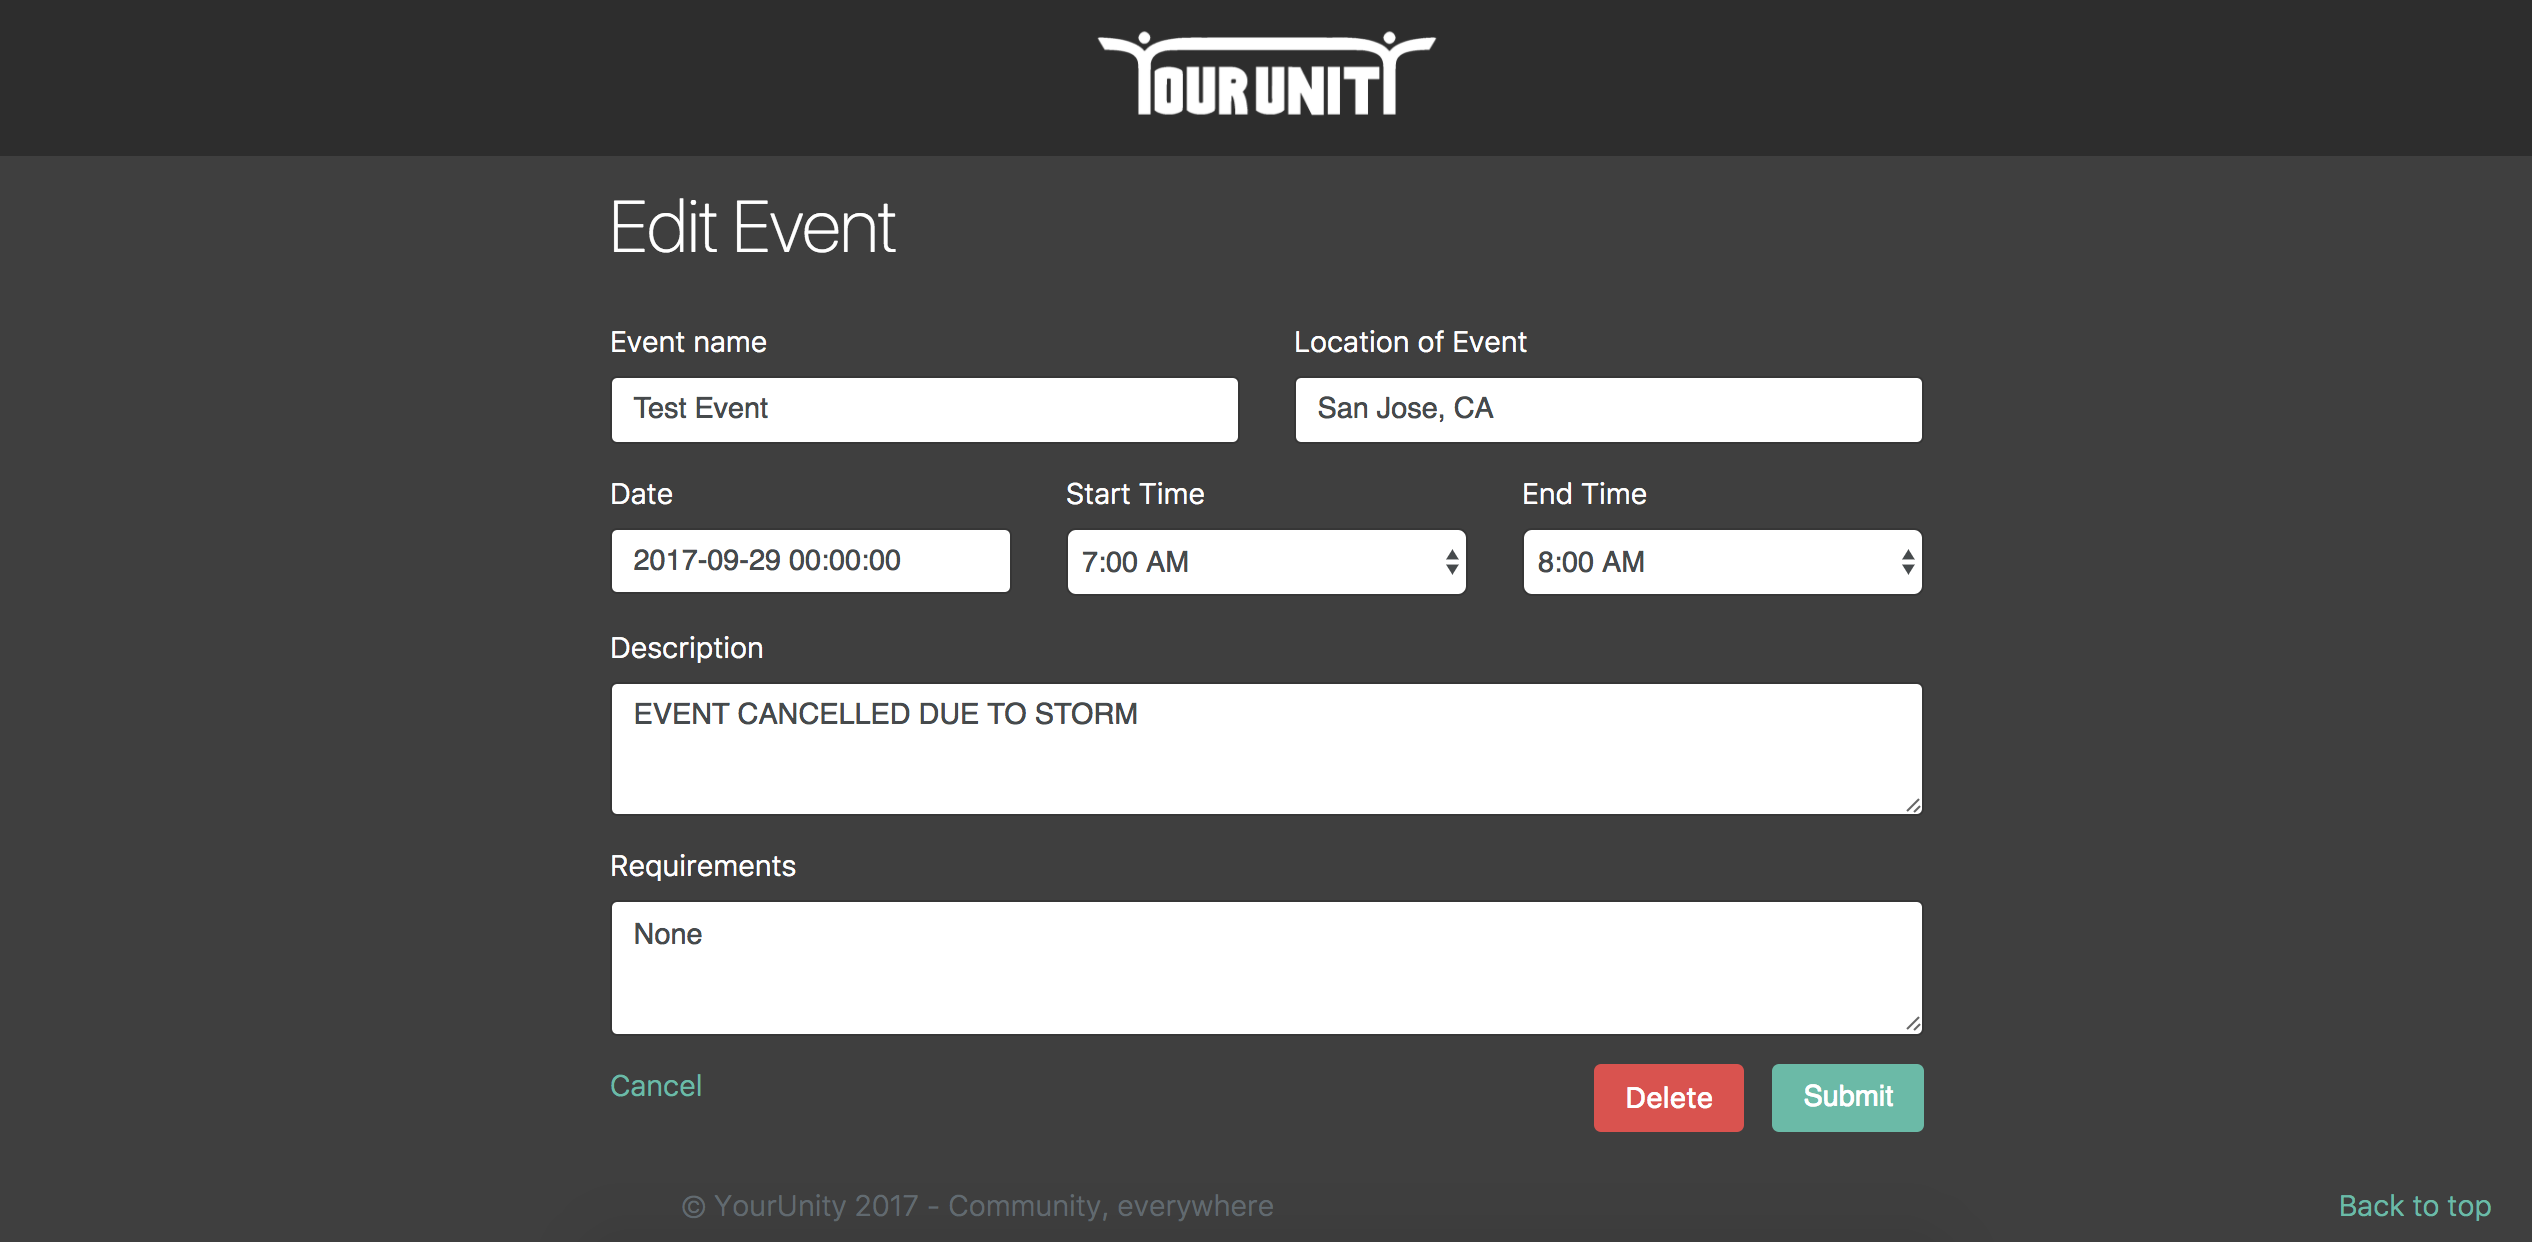 YOUR UNITY
Edit Event
Event name
Location of Event
Test Event
San Jose, CA
Date
Start Time
End Time
2017-09-29 00:00:00
7:00 AM
8:00 AM
Description
EVENT CANCELLED DUE TO STORM
Requirements
None
Cancel
Delete
Submit
© YourUnity 2017 - Community, everywhere
Back to top